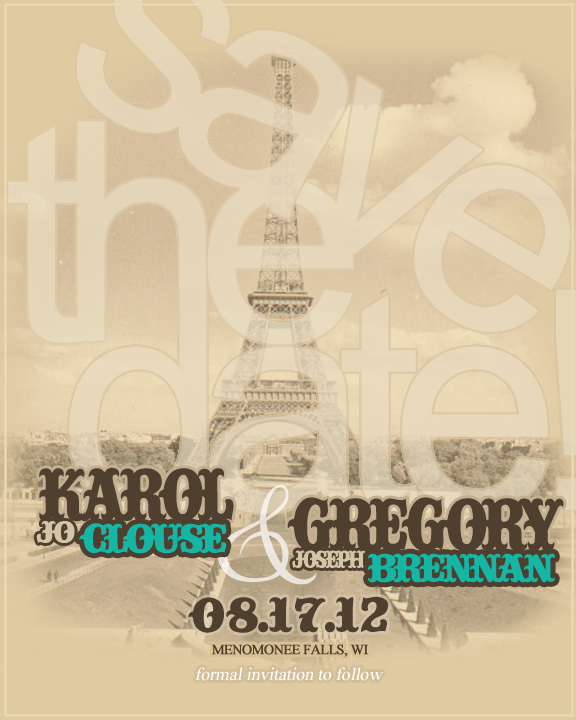 save
the
date!
KAROL
JO CLOUSE
&
GREGORY
JOSEPH BRENNAN
08.17.12
MENOMONEE FALLS, WI
formal invitation to follow